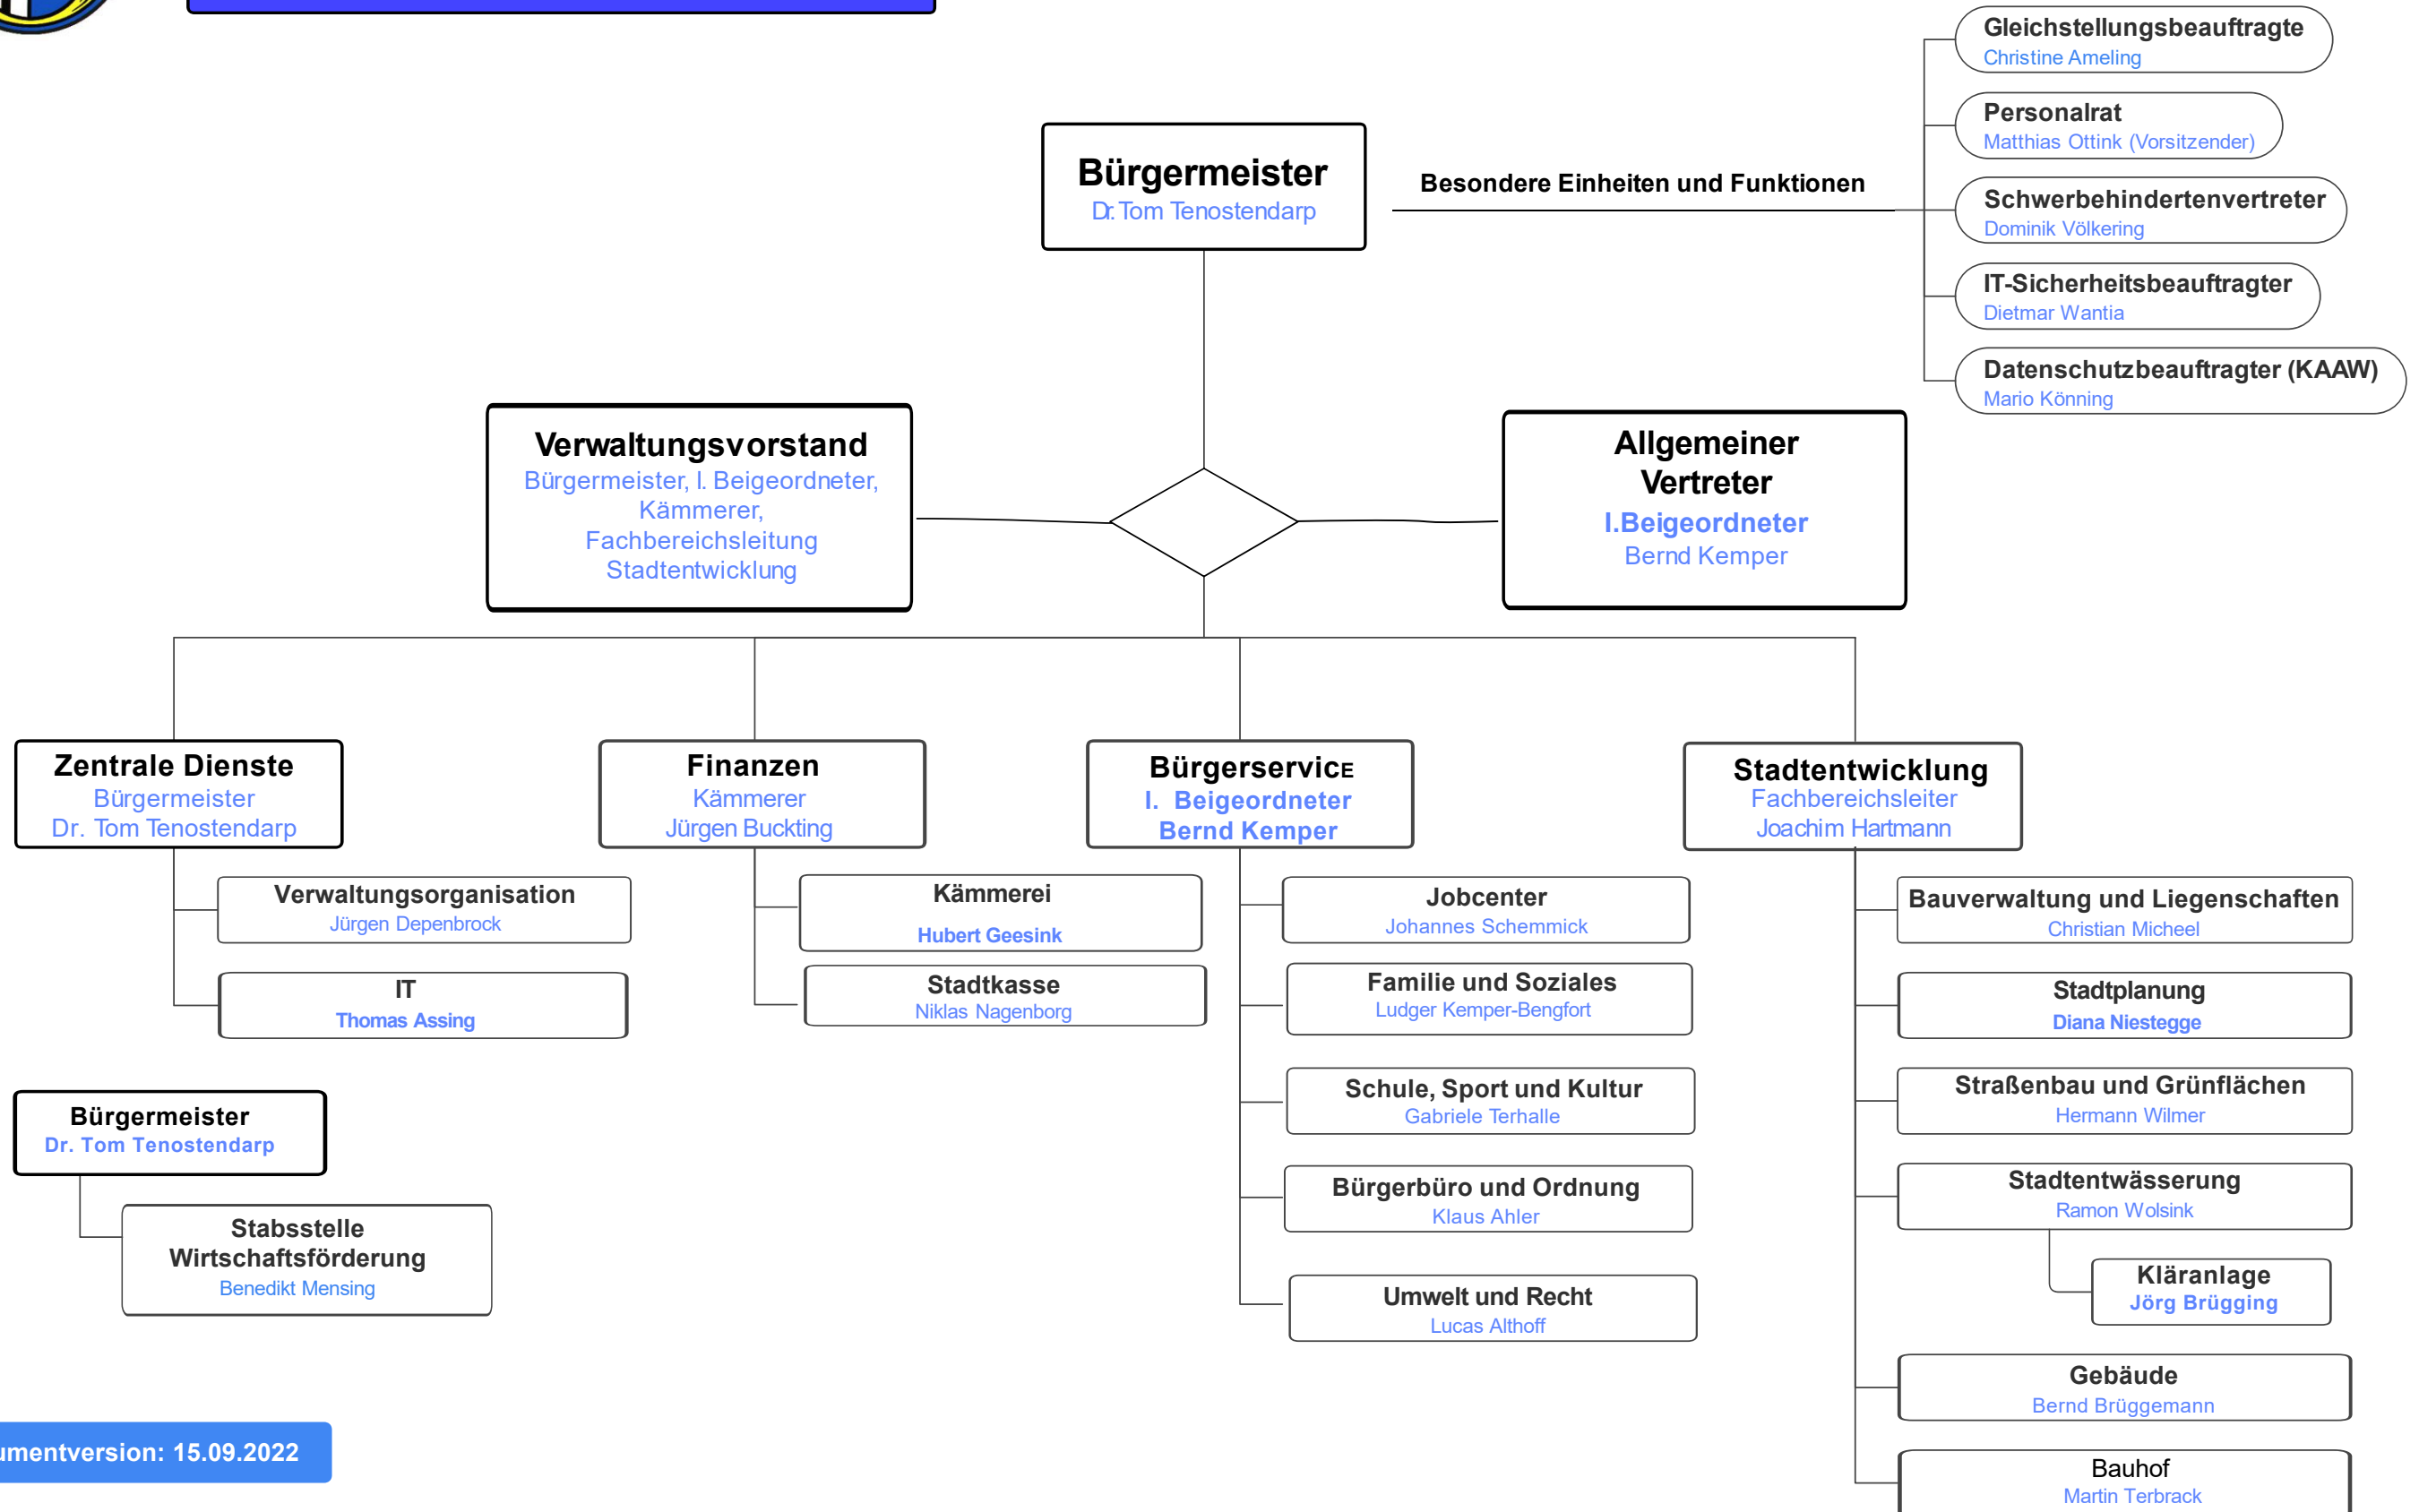 Gleichstellungsbeauftragte
Christine Ameling
Personalrat
Matthias Ottink (Vorsitzender)
Schwerbehindertenvertreter
Dominik Völkering
IT-Sicherheitsbeauftragter
Dietmar Wantia
Datenschutzbeauftragter (KAAW)
Mario Könning
Besondere Einheiten und Funktionen
Bürgermeister
Dr. Tom Tenostendarp
Verwaltungsvorstand
Bürgermeister, I. Beigeordneter,
Kämmerer,
Fachbereichsleitung
Stadtentwicklung
Allgemeiner
Vertreter
I.Beigeordneter
Bernd Kemper
Zentrale Dienste
Bürgermeister
Dr. Tom Tenostendarp
Verwaltungsorganisation
Jürgen Depenbrock
IT
Thomas Assing
Bürgermeister
Dr. Tom Tenostendarp
Stabsstelle
Wirtschaftsförderung
Benedikt Mensing
Finanzen
Kämmerer
Jürgen Buckting
Kämmerei
Hubert Geesink
Stadtkasse
Niklas Nagenborg
BürgerservicE
I. Beigeordneter
Bernd Kemper
Jobcenter
Johannes Schemmick
Familie und Soziales
Ludger Kemper-Bengfort
Schule, Sport und Kultur
Gabriele Terhalle
Bürgerbüro und Ordnung
Klaus Ahler
Umwelt und Recht
Lucas Althoff
Stadtentwicklung
Fachbereichsleiter
Joachim Hartmann
Bauverwaltung und Liegenschaften
Christian Micheel
Stadtplanung
Diana Niestegge
Straßenbau und Grünflächen
Hermann Wilmer
Stadtentwässerung
Ramon Wolsink
Kläranlage
Jörg Brügging
Gebäude
Bernd Brüggemann
Bauhof
Martin Terbrack
umentversion: 15.09.2022